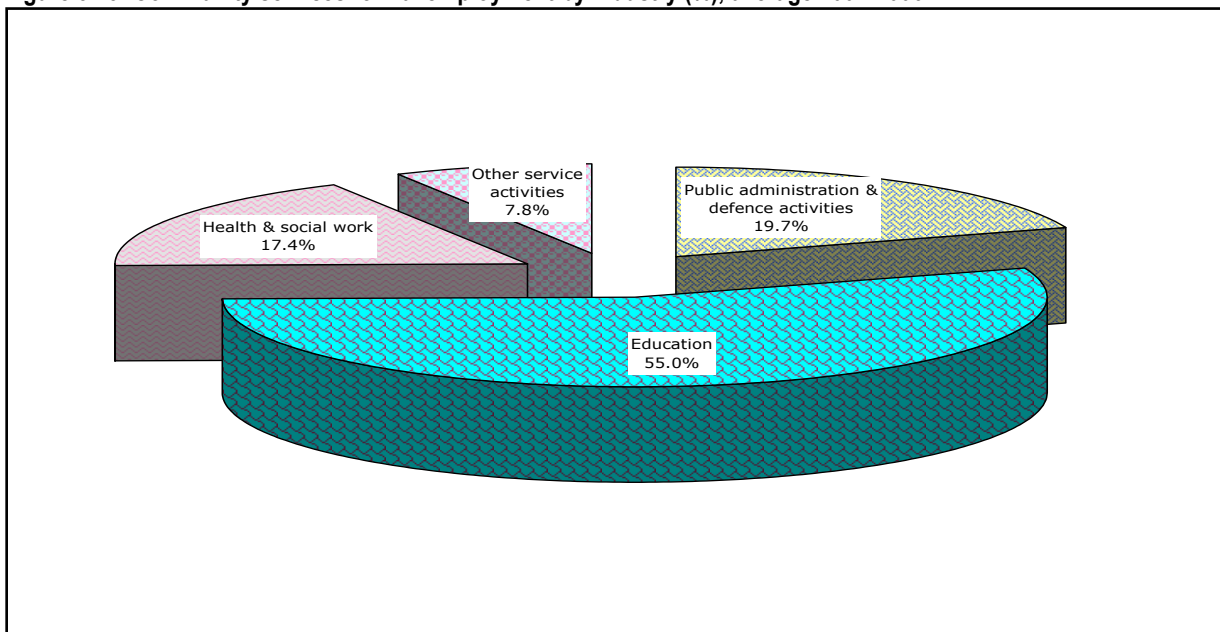 Other service
activities
7.8%
Public administration &
defence activities
19.7%
Health & social work
17.4%
Education
55.0%